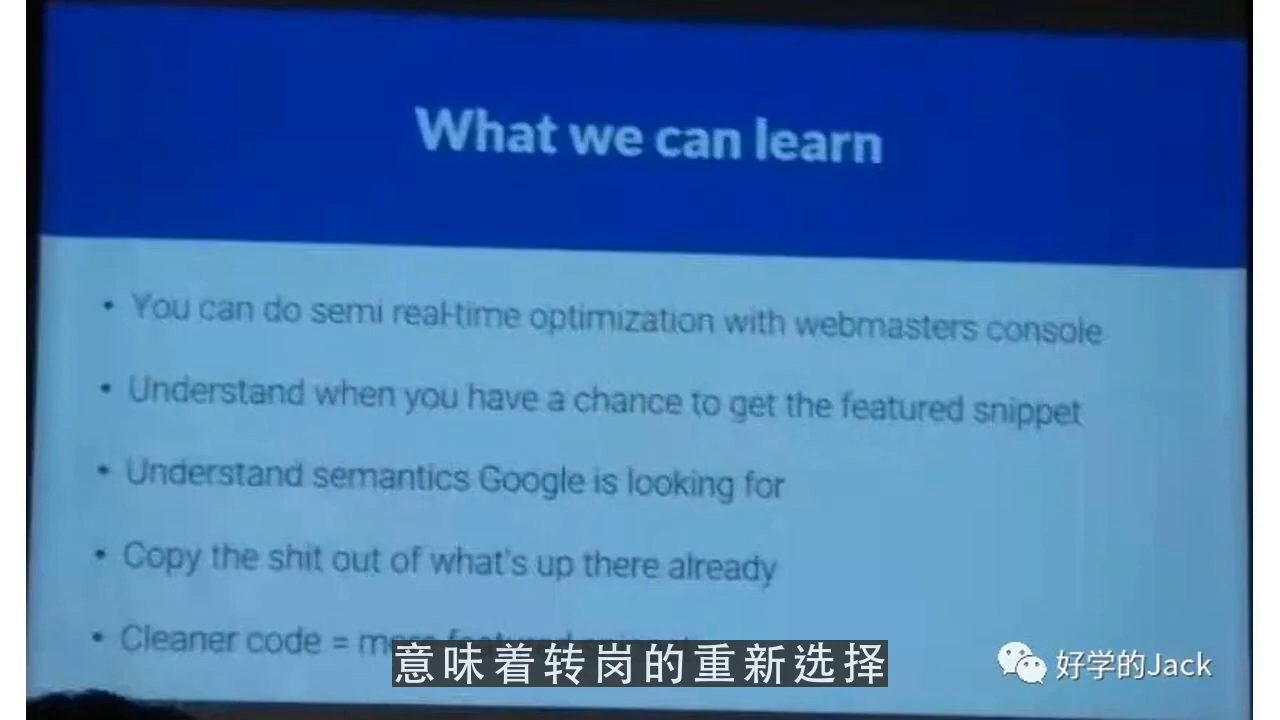 What we can learn
• You can do semi real-time optimization with webmasters console
• Understand when you have a chance to get the featured snippet
• Understand semantics Google is looking for
• Copy the shit out of what's up there already
• Cleaner code =
意味着转岗的重新选择
好学的Jack